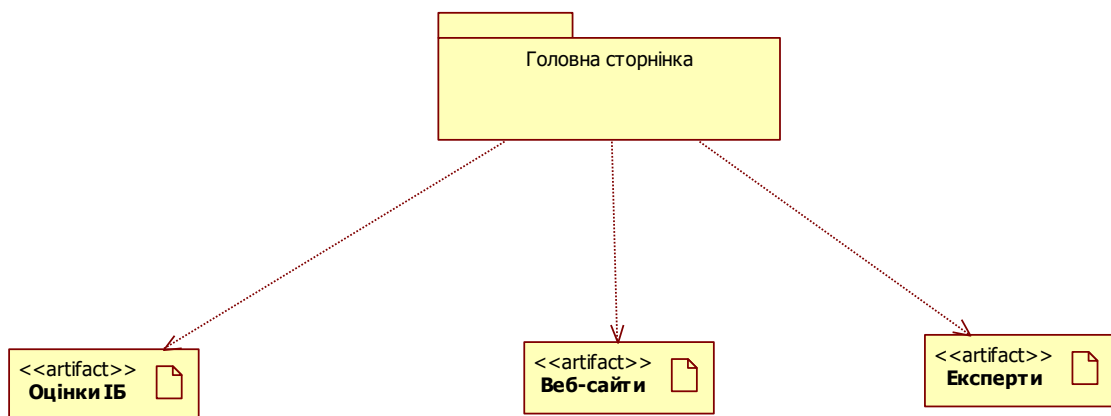 Головна сторнінка
<<artifact>>
Оцінки ІБ
<<artifact>>
Веб-сайти
<<artifact>>
Експерти